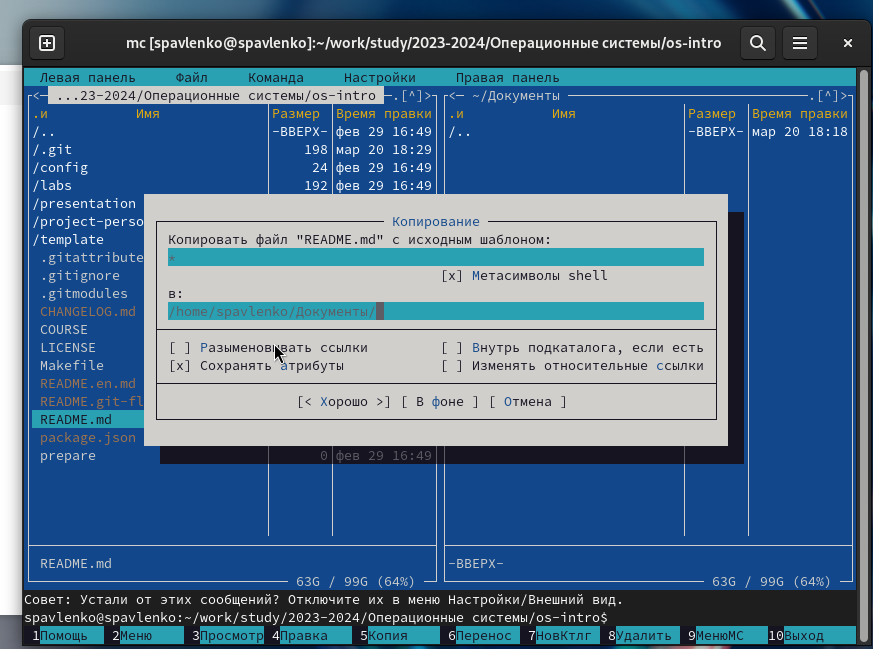 mc [spavlenko@spavlenko]:~/work/study/2023-2024/Операционные системы/os-intro
Левая панель Файл Команда Настройки Правая панель
<─ ...23-2024/Операционные системы/os-intro ─.[^]>
<─ ~/Документы ─.[^]>
.и Имя Размер Время правки .и Имя Размер Время правки
/.. -ВВЕРХ- фев 29 16:49 /.. -ВВЕРХ- мар 20 18:18
/.git 198 мар 20 18:29
/config 24 фев 29 16:49
/labs 192 фев 29 16:49
/presentation
/project-perso
/template
.gitattribute
.gitignore
.gitmodules
CHANGELOG.md
COURSE
LICENSE
Makefile
README.en.md
README.git-fl
README.md
package.json
prepare 0 фев 29 16:49
Копирование
Копировать файл "README.md" с исходным шаблоном:
*
[x] Метасимволы shell
в:
/home/spavlenko/Документы/
[ ] Разыменовывать ссылки [ ] Внутрь подкаталога, если есть
[x] Сохранять атрибуты [ ] Изменять относительные ссылки
[< Хорошо >] [ В фоне ] [ Отмена ]
README.md -ВВЕРХ-
63G / 99G (64%) 63G / 99G (64%)
Совет: Устали от этих сообщений? Отключите их в меню Настройки/Внешний вид.
spavlenko@spavlenko:~/work/study/2023-2024/Операционные системы/os-intro$
1Помощь 2Меню 3Просмотр 4Правка 5Копия 6Перенос 7НовКтлг 8Удалить 9МенюМС 10Выход